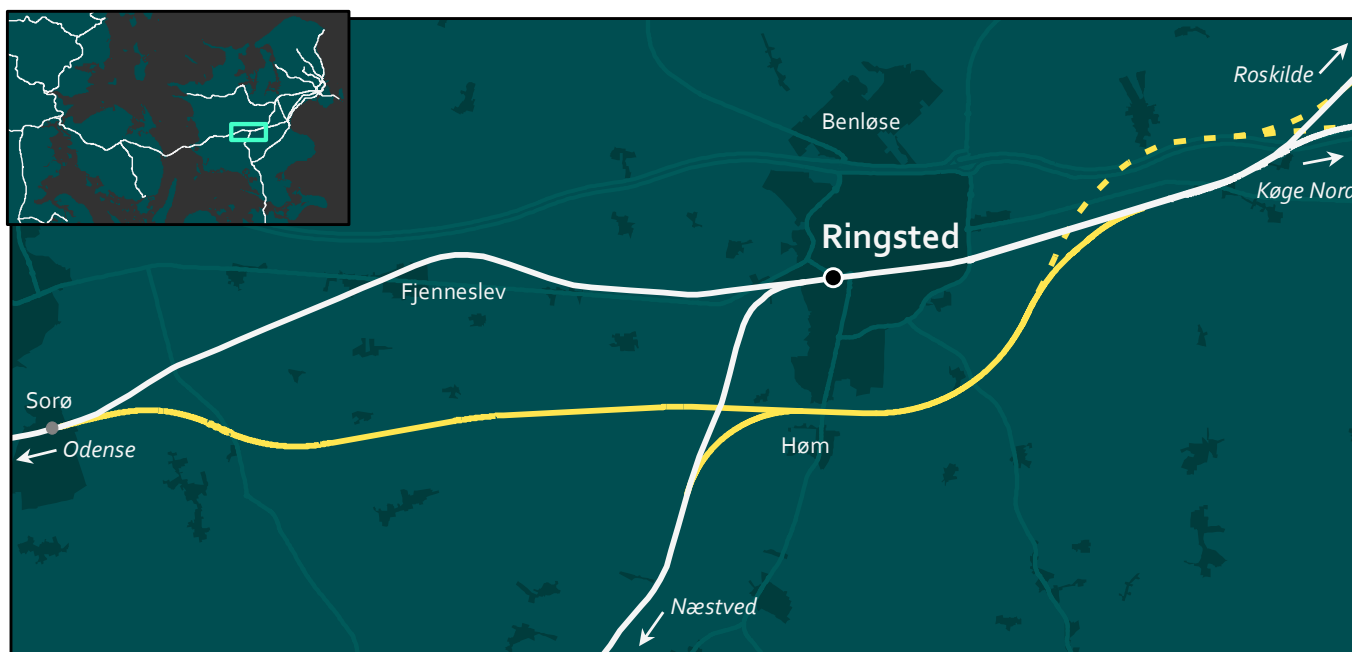 Roskilde
Benløse
Køge Nord
Ringsted
Fjenneslev
Sorø
Odense
Høm
Næstved